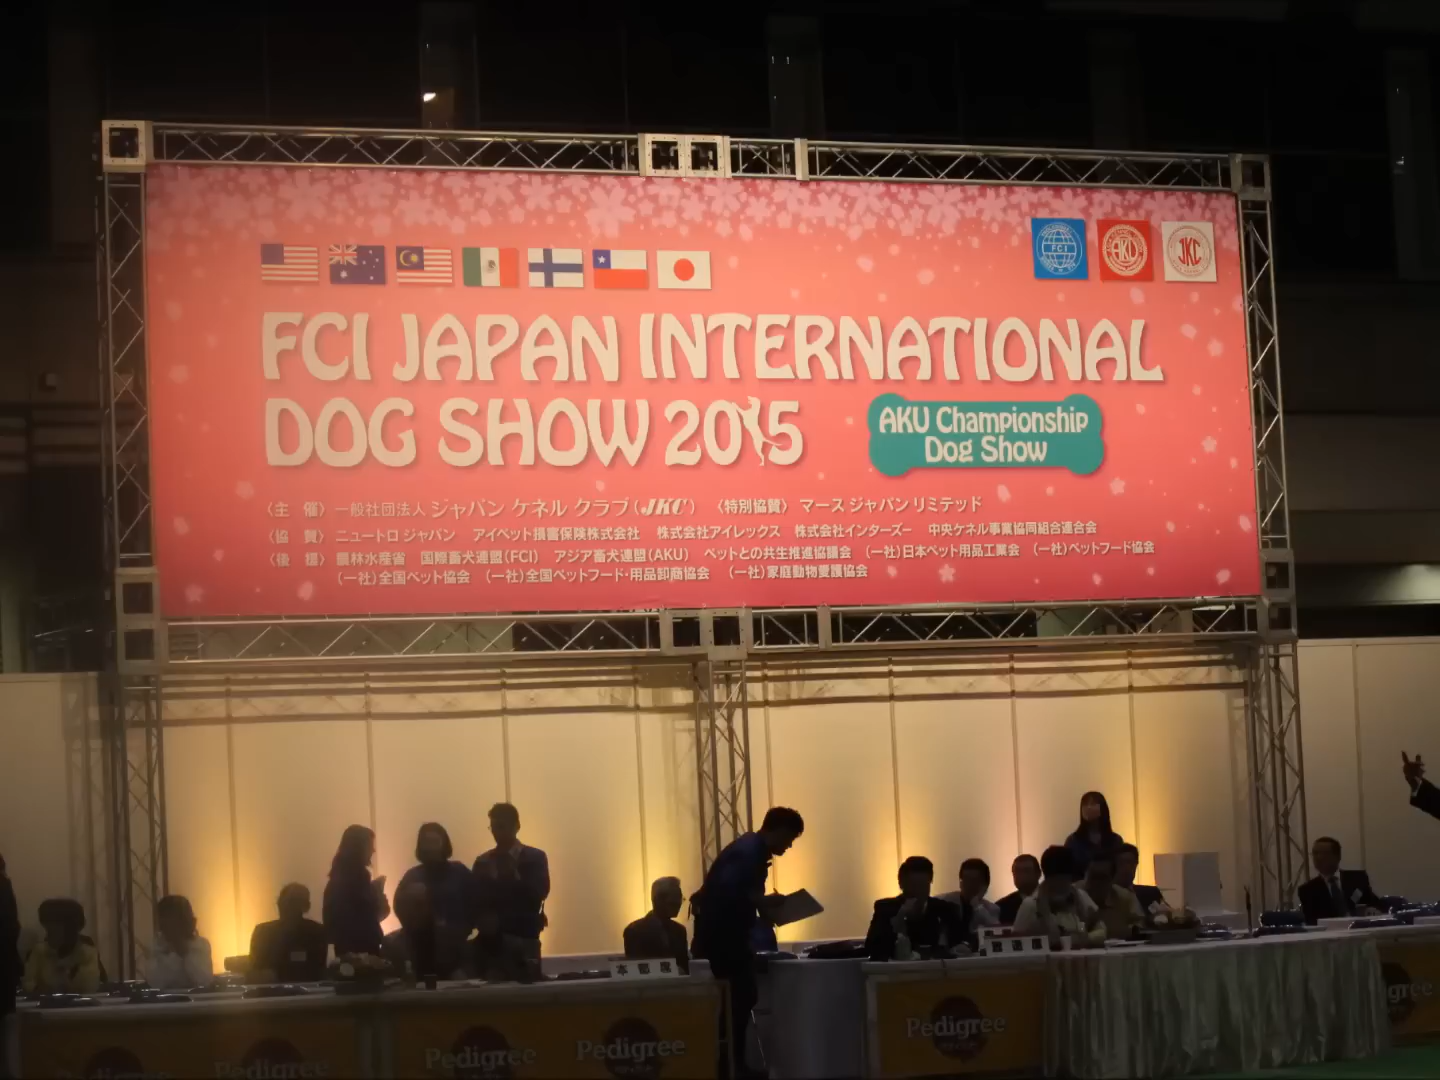 FCI AKU JKC
FCI JAPAN INTERNATIONAL
DOG SHOW 2015
AKU Championship
Dog Show
〈主 催〉 一般社団法人 ジャパン ケネル クラブ(JKC) 〈特別協賛〉 マース ジャパン リミテッド
〈協 賛〉 ニュートロ ジャパン アイペット損害保険株式会社 株式会社アイレックス 株式会社インターズー 中央ケネル事業協同組合連合会
〈後 援〉 農林水産省 国際畜犬連盟(FCI) アジア畜犬連盟(AKU) ペットとの共生推進協議会 (一社)日本ペット用品工業会 (一社)ペットフード協会
(一社)全国ペット協会 (一社)全国ペットフード・用品卸商協会 (一社)家庭動物愛護協会
本部席
Pedigree
Pedigree
Pedigree
Pedigree
Pedigree
gree